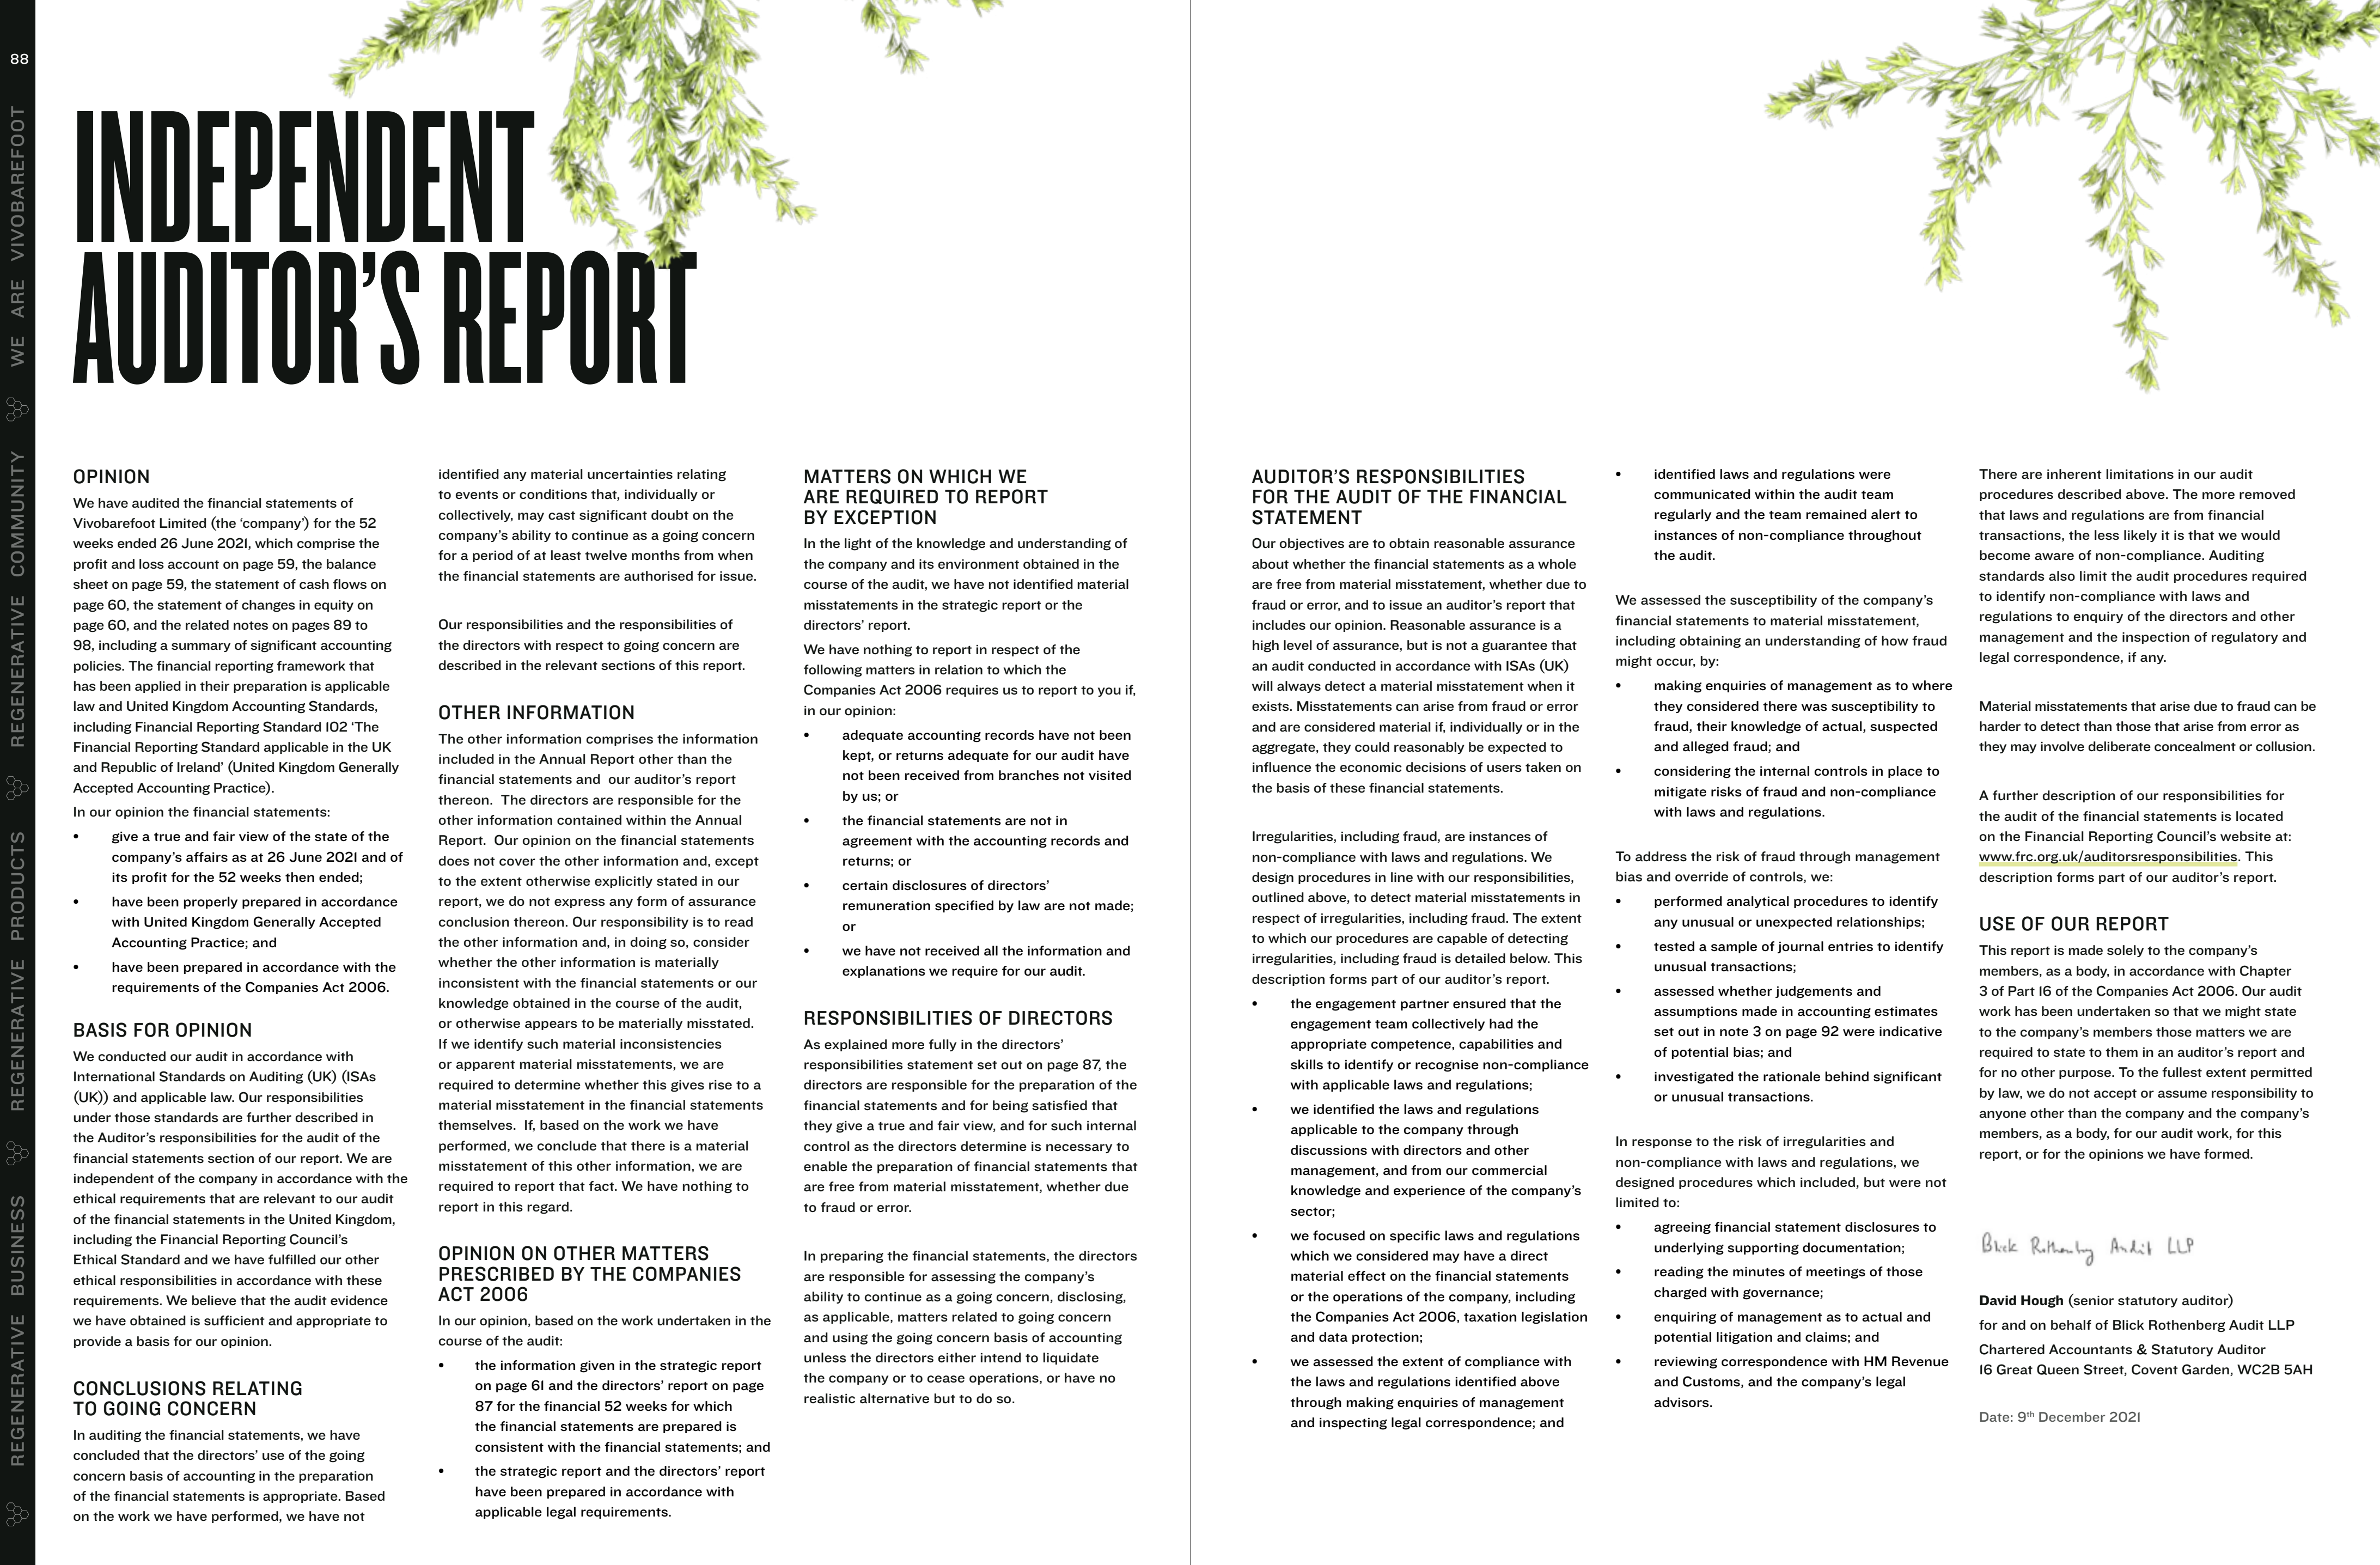 88
WE ARE VIVOBAREFOOT
REGENERATIVE COMMUNITY
REGENERATIVE PRODUCTS
REGENERATIVE BUSINESS
INDEPENDENT
AUDITOR’S REPORT
OPINION
We have audited the financial statements of
Vivobarefoot Limited (the ‘company’) for the 52
weeks ended 26 June 2021, which comprise the
profit and loss account on page 59, the balance
sheet on page 59, the statement of cash flows on
page 60, the statement of changes in equity on
page 60, and the related notes on pages 89 to
98, including a summary of significant accounting
policies. The financial reporting framework that
has been applied in their preparation is applicable
law and United Kingdom Accounting Standards,
including Financial Reporting Standard 102 ‘The
Financial Reporting Standard applicable in the UK
and Republic of Ireland’ (United Kingdom Generally
Accepted Accounting Practice).
In our opinion the financial statements:
• give a true and fair view of the state of the
company’s affairs as at 26 June 2021 and of
its profit for the 52 weeks then ended;
• have been properly prepared in accordance
with United Kingdom Generally Accepted
Accounting Practice; and
• have been prepared in accordance with the
requirements of the Companies Act 2006.
BASIS FOR OPINION
We conducted our audit in accordance with
International Standards on Auditing (UK) (ISAs
(UK)) and applicable law. Our responsibilities
under those standards are further described in
the Auditor’s responsibilities for the audit of the
financial statements section of our report. We are
independent of the company in accordance with the
ethical requirements that are relevant to our audit
of the financial statements in the United Kingdom,
including the Financial Reporting Council’s
Ethical Standard and we have fulfilled our other
ethical responsibilities in accordance with these
requirements. We believe that the audit evidence
we have obtained is sufficient and appropriate to
provide a basis for our opinion.
CONCLUSIONS RELATING
TO GOING CONCERN
In auditing the financial statements, we have
concluded that the directors’ use of the going
concern basis of accounting in the preparation
of the financial statements is appropriate. Based
on the work we have performed, we have not
identified any material uncertainties relating
to events or conditions that, individually or
collectively, may cast significant doubt on the
company’s ability to continue as a going concern
for a period of at least twelve months from when
the financial statements are authorised for issue.
Our responsibilities and the responsibilities of
the directors with respect to going concern are
described in the relevant sections of this report.
OTHER INFORMATION
The other information comprises the information
included in the Annual Report other than the
financial statements and our auditor’s report
thereon. The directors are responsible for the
other information contained within the Annual
Report. Our opinion on the financial statements
does not cover the other information and, except
to the extent otherwise explicitly stated in our
report, we do not express any form of assurance
conclusion thereon. Our responsibility is to read
the other information and, in doing so, consider
whether the other information is materially
inconsistent with the financial statements or our
knowledge obtained in the course of the audit,
or otherwise appears to be materially misstated.
If we identify such material inconsistencies
or apparent material misstatements, we are
required to determine whether this gives rise to a
material misstatement in the financial statements
themselves. If, based on the work we have
performed, we conclude that there is a material
misstatement of this other information, we are
required to report that fact. We have nothing to
report in this regard.
OPINION ON OTHER MATTERS
PRESCRIBED BY THE COMPANIES
ACT 2006
In our opinion, based on the work undertaken in the
course of the audit:
• the information given in the strategic report
on page 61 and the directors’ report on page
87 for the financial 52 weeks for which
the financial statements are prepared is
consistent with the financial statements; and
• the strategic report and the directors’ report
have been prepared in accordance with
applicable legal requirements.
MATTERS ON WHICH WE
ARE REQUIRED TO REPORT
BY EXCEPTION
In the light of the knowledge and understanding of
the company and its environment obtained in the
course of the audit, we have not identified material
misstatements in the strategic report or the
directors’ report.
We have nothing to report in respect of the
following matters in relation to which the
Companies Act 2006 requires us to report to you if,
in our opinion:
• adequate accounting records have not been
kept, or returns adequate for our audit have
not been received from branches not visited
by us; or
• the financial statements are not in
agreement with the accounting records and
returns; or
• certain disclosures of directors’
remuneration specified by law are not made;
or
• we have not received all the information and
explanations we require for our audit.
RESPONSIBILITIES OF DIRECTORS
As explained more fully in the directors’
responsibilities statement set out on page 87, the
directors are responsible for the preparation of the
financial statements and for being satisfied that
they give a true and fair view, and for such internal
control as the directors determine is necessary to
enable the preparation of financial statements that
are free from material misstatement, whether due
to fraud or error.
In preparing the financial statements, the directors
are responsible for assessing the company’s
ability to continue as a going concern, disclosing,
as applicable, matters related to going concern
and using the going concern basis of accounting
unless the directors either intend to liquidate
the company or to cease operations, or have no
realistic alternative but to do so.
AUDITOR’S RESPONSIBILITIES
FOR THE AUDIT OF THE FINANCIAL
STATEMENT
Our objectives are to obtain reasonable assurance
about whether the financial statements as a whole
are free from material misstatement, whether due to
fraud or error, and to issue an auditor’s report that
includes our opinion. Reasonable assurance is a
high level of assurance, but is not a guarantee that
an audit conducted in accordance with ISAs (UK)
will always detect a material misstatement when it
exists. Misstatements can arise from fraud or error
and are considered material if, individually or in the
aggregate, they could reasonably be expected to
influence the economic decisions of users taken on
the basis of these financial statements.
Irregularities, including fraud, are instances of
non-compliance with laws and regulations. We
design procedures in line with our responsibilities,
outlined above, to detect material misstatements in
respect of irregularities, including fraud. The extent
to which our procedures are capable of detecting
irregularities, including fraud is detailed below. This
description forms part of our auditor’s report.
• the engagement partner ensured that the
engagement team collectively had the
appropriate competence, capabilities and
skills to identify or recognise non-compliance
with applicable laws and regulations;
• we identified the laws and regulations
applicable to the company through
discussions with directors and other
management, and from our commercial
knowledge and experience of the company’s
sector;
• we focused on specific laws and regulations
which we considered may have a direct
material effect on the financial statements
or the operations of the company, including
the Companies Act 2006, taxation legislation
and data protection;
• we assessed the extent of compliance with
the laws and regulations identified above
through making enquiries of management
and inspecting legal correspondence; and
• identified laws and regulations were
communicated within the audit team
regularly and the team remained alert to
instances of non-compliance throughout
the audit.
We assessed the susceptibility of the company’s
financial statements to material misstatement,
including obtaining an understanding of how fraud
might occur, by:
• making enquiries of management as to where
they considered there was susceptibility to
fraud, their knowledge of actual, suspected
and alleged fraud; and
• considering the internal controls in place to
mitigate risks of fraud and non-compliance
with laws and regulations.
To address the risk of fraud through management
bias and override of controls, we:
• performed analytical procedures to identify
any unusual or unexpected relationships;
• tested a sample of journal entries to identify
unusual transactions;
• assessed whether judgements and
assumptions made in accounting estimates
set out in note 3 on page 92 were indicative
of potential bias; and
• investigated the rationale behind significant
or unusual transactions.
In response to the risk of irregularities and
non-compliance with laws and regulations, we
designed procedures which included, but were not
limited to:
• agreeing financial statement disclosures to
underlying supporting documentation;
• reading the minutes of meetings of those
charged with governance;
• enquiring of management as to actual and
potential litigation and claims; and
• reviewing correspondence with HM Revenue
and Customs, and the company’s legal
advisors.
There are inherent limitations in our audit
procedures described above. The more removed
that laws and regulations are from financial
transactions, the less likely it is that we would
become aware of non-compliance. Auditing
standards also limit the audit procedures required
to identify non-compliance with laws and
regulations to enquiry of the directors and other
management and the inspection of regulatory and
legal correspondence, if any.
Material misstatements that arise due to fraud can be
harder to detect than those that arise from error as
they may involve deliberate concealment or collusion.
A further description of our responsibilities for
the audit of the financial statements is located
on the Financial Reporting Council’s website at:
www.frc.org.uk/auditorsresponsibilities. This
description forms part of our auditor’s report.
USE OF OUR REPORT
This report is made solely to the company’s
members, as a body, in accordance with Chapter
3 of Part 16 of the Companies Act 2006. Our audit
work has been undertaken so that we might state
to the company’s members those matters we are
required to state to them in an auditor’s report and
for no other purpose. To the fullest extent permitted
by law, we do not accept or assume responsibility to
anyone other than the company and the company’s
members, as a body, for our audit work, for this
report, or for the opinions we have formed.
Blick Rothenberg Audit LLP
David Hough (senior statutory auditor)
for and on behalf of Blick Rothenberg Audit LLP
Chartered Accountants & Statutory Auditor
16 Great Queen Street, Covent Garden, WC2B 5AH
Date: 9th December 2021